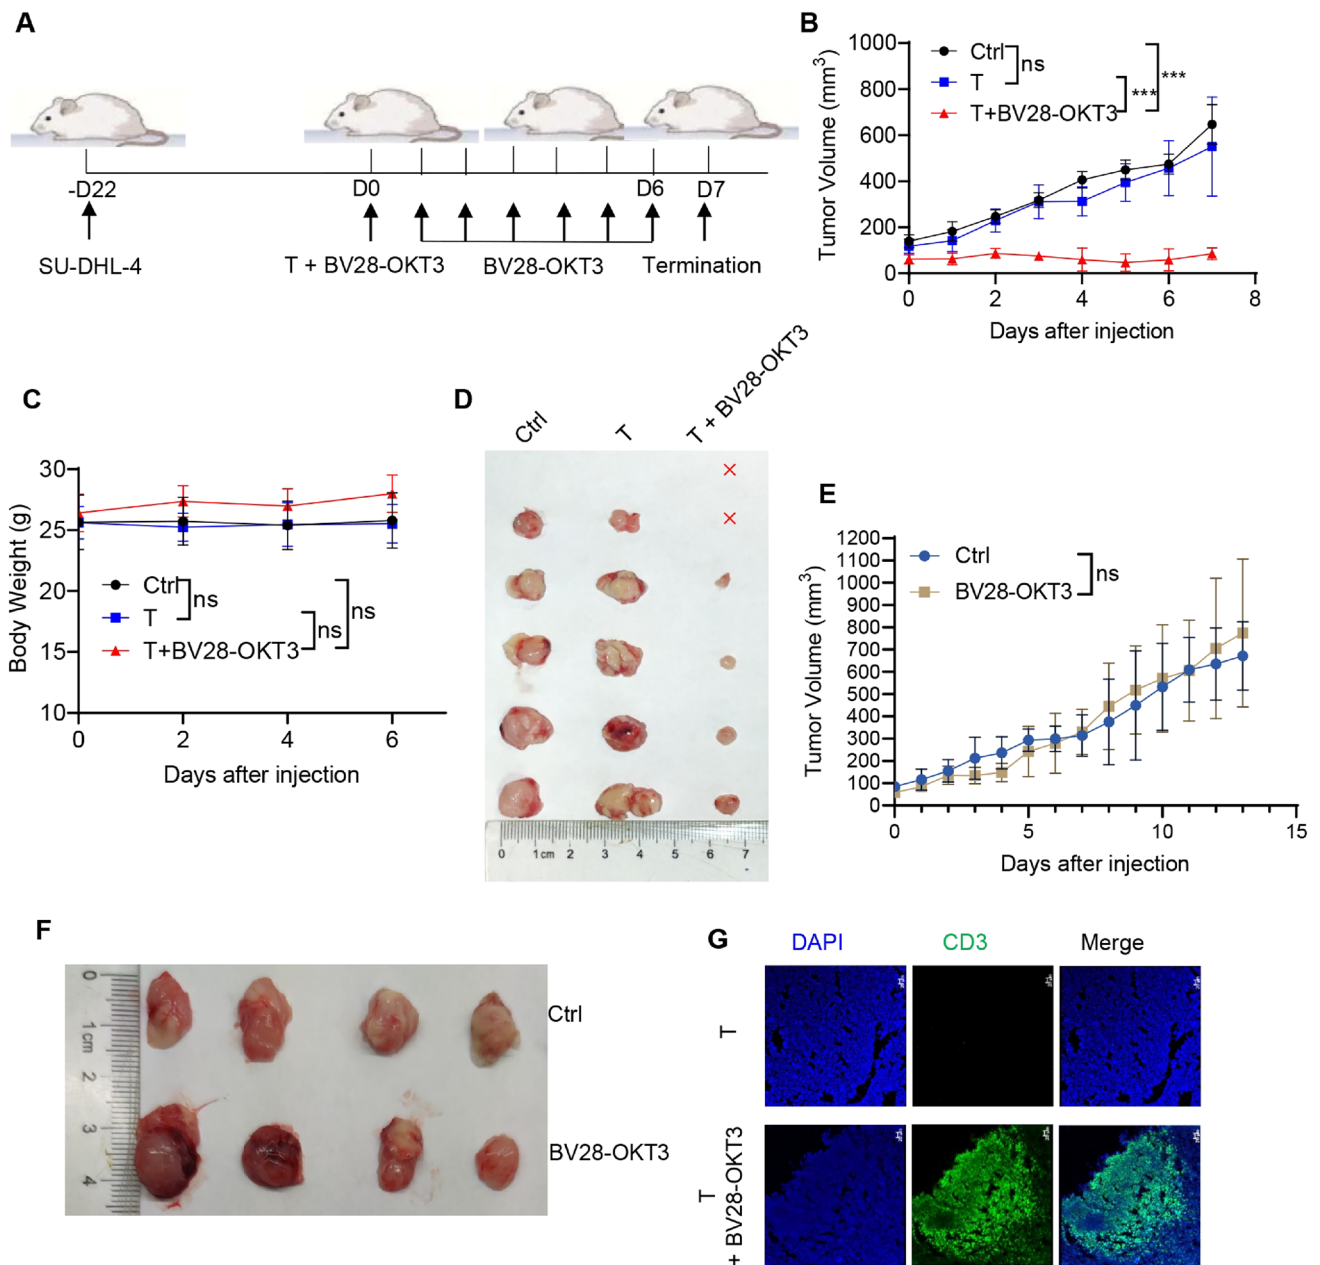 A
-D22
D0
D6
D7
SU-DHL-4
T + BV28-OKT3
BV28-OKT3
Termination
B
Tumor Volume (mm3)
1000
800
600
400
200
0
Ctrl
T
T+BV28-OKT3
ns
***
***
0
2
4
6
8
Days after injection
C
Body Weight (g)
30
25
20
15
10
Ctrl
T
T+BV28-OKT3
ns
ns
ns
0
2
4
6
Days after injection
D
Ctrl
T
T + BV28-OKT3
0 1cm 2 3 4 5 6 7
E
Tumor Volume (mm3)
1200
1100
1000
900
800
700
600
500
400
300
200
100
0
Ctrl
BV28-OKT3
ns
0
5
10
15
Days after injection
F
0 1cm 2 3 4
Ctrl
BV28-OKT3
G
DAPI
CD3
Merge
T
T
+ BV28-OKT3